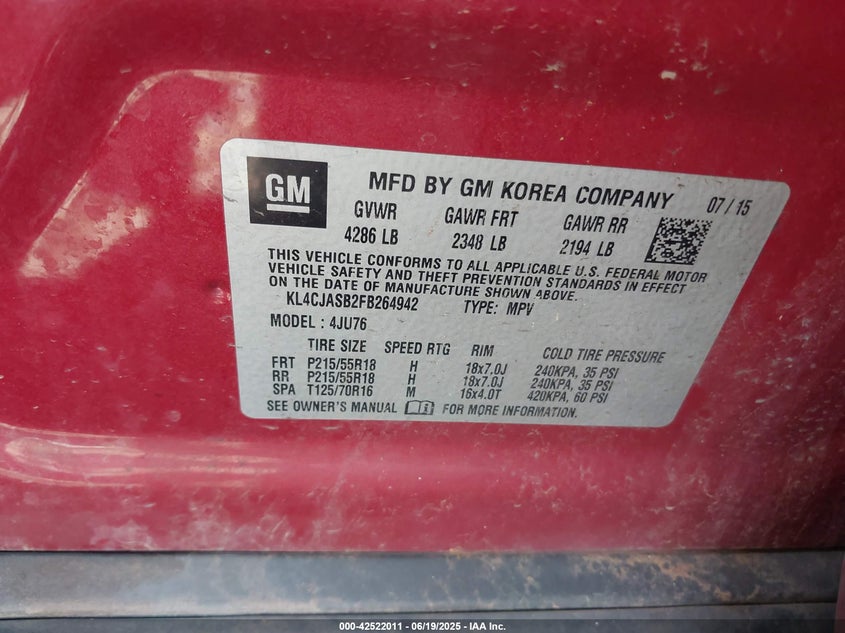 GM
MFD BY GM KOREA COMPANY 07/15
GVWR GAWR FRT GAWR RR
4286 LB 2348 LB 2194 LB
THIS VEHICLE CONFORMS TO ALL APPLICABLE U.S. FEDERAL MOTOR
VEHICLE SAFETY AND THEFT PREVENTION STANDARDS IN EFFECT
ON THE DATE OF MANUFACTURE SHOWN ABOVE.
KL4CJASB2FB264942 TYPE: MPV
MODEL: 4JU76
TIRE SIZE SPEED RTG RIM COLD TIRE PRESSURE
FRT P215/55R18 H 18x7.0J 240KPA, 35 PSI
RR P215/55R18 H 18x7.0J 240KPA, 35 PSI
SPA T125/70R16 M 16x4.0T 420KPA, 60 PSI
SEE OWNER'S MANUAL FOR MORE INFORMATION.
000-42522011 - 06/19/2025 - IAA Inc.